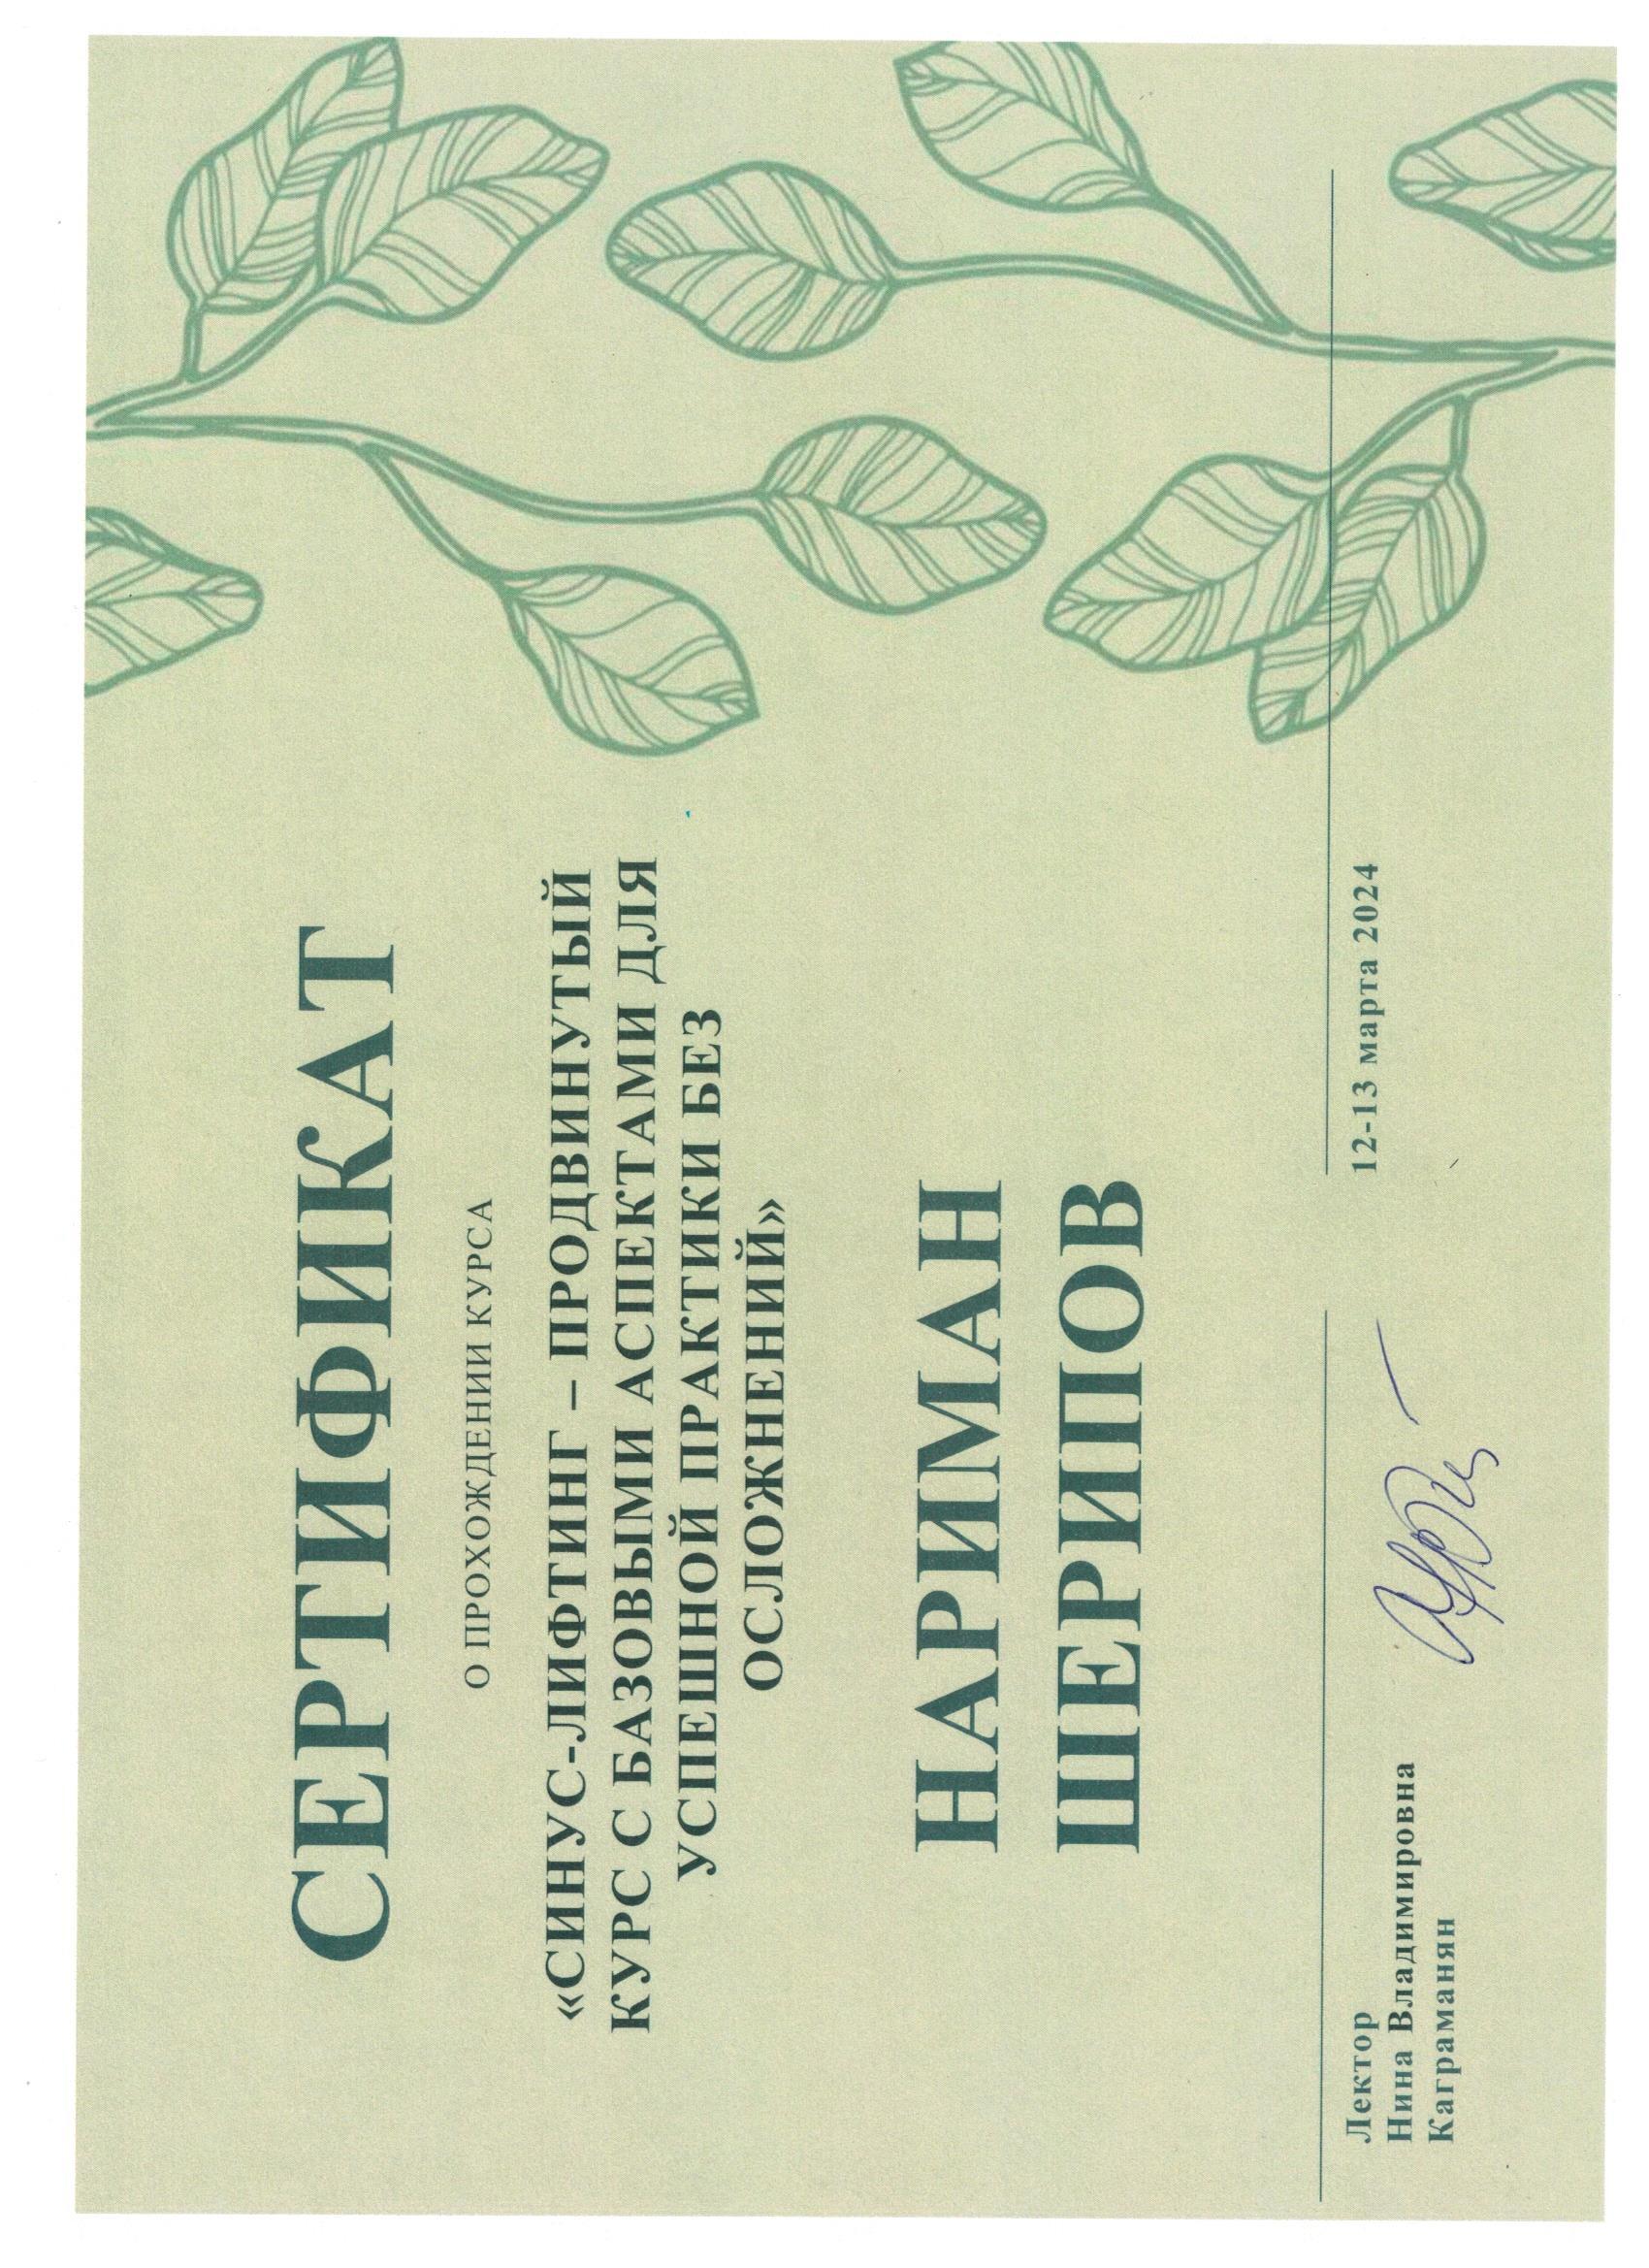 СЕРТИФИКАТ
О ПРОХОЖДЕНИИ КУРСА
«СИНУС-ЛИФТИНГ – ПРОДВИНУТЫЙ
КУРС С БАЗОВЫМИ АСПЕКТАМИ ДЛЯ
УСПЕШНОЙ ПРАКТИКИ БЕЗ
ОСЛОЖНЕНИЙ»
НАРИМАН
ШЕРИПОВ
Лектор
Нина Владимировна
Каграманян
12-13 марта 2024